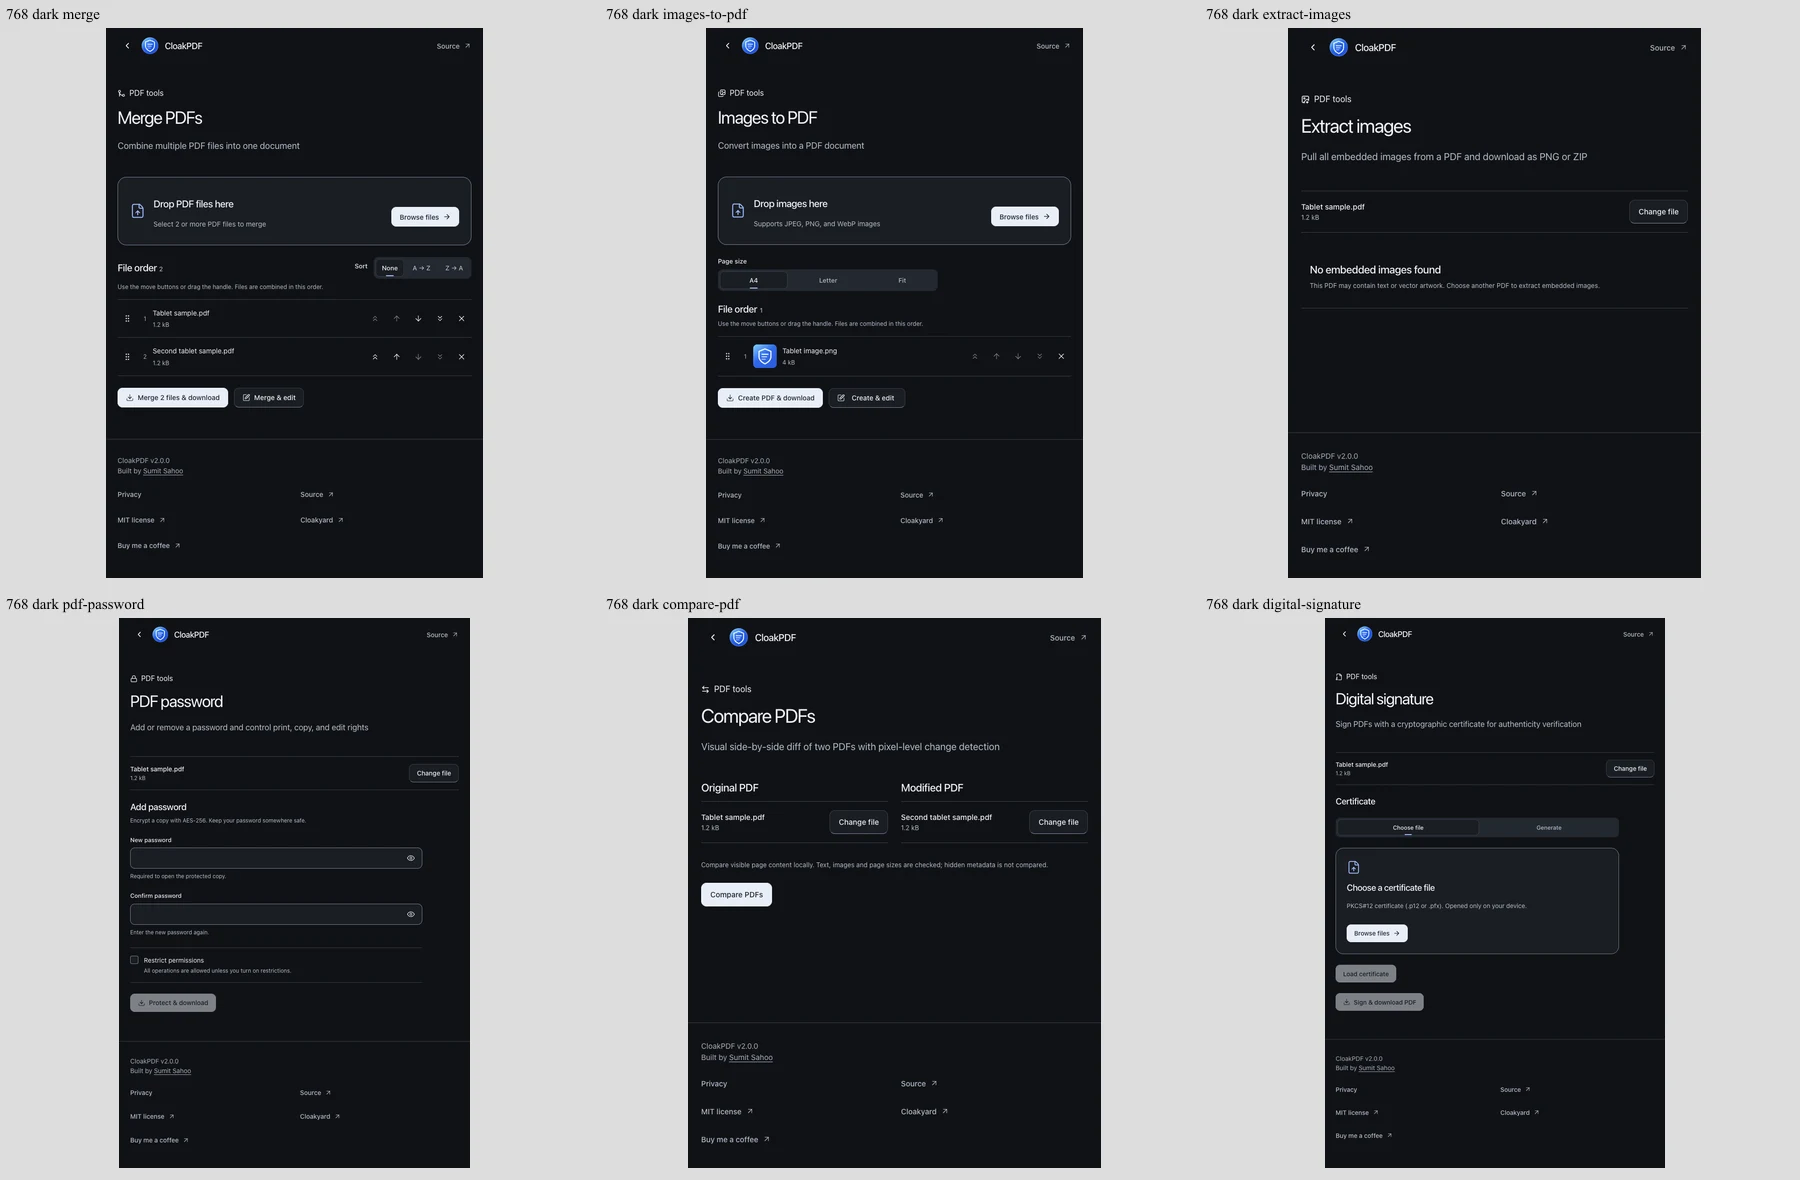 768 dark merge
CloakPDF
Source
PDF tools
Merge PDFs
Combine multiple PDF files into one document
Drop PDF files here
Select 2 or more PDF files to merge
Browse files
File order 2
Sort
None
A → Z
Z → A
Use the move buttons or drag the handle. Files are combined in this order.
1
Tablet sample.pdf
1.2 kB
2
Second tablet sample.pdf
1.2 kB
Merge 2 files & download
Merge & edit
CloakPDF v2.0.0
Built by Sumit Sahoo
Privacy
Source
MIT license
Cloakyard
Buy me a coffee
768 dark images-to-pdf
CloakPDF
Source
PDF tools
Images to PDF
Convert images into a PDF document
Drop images here
Supports JPEG, PNG, and WebP images
Browse files
Page size
A4
Letter
Fit
File order 1
Use the move buttons or drag the handle. Files are combined in this order.
1
Tablet image.png
4 kB
Create PDF & download
Create & edit
CloakPDF v2.0.0
Built by Sumit Sahoo
Privacy
Source
MIT license
Cloakyard
Buy me a coffee
768 dark extract-images
CloakPDF
Source
PDF tools
Extract images
Pull all embedded images from a PDF and download as PNG or ZIP
Tablet sample.pdf
1.2 kB
Change file
No embedded images found
This PDF may contain text or vector artwork. Choose another PDF to extract embedded images.
CloakPDF v2.0.0
Built by Sumit Sahoo
Privacy
Source
MIT license
Cloakyard
Buy me a coffee
768 dark pdf-password
CloakPDF
Source
PDF tools
PDF password
Add or remove a password and control print, copy, and edit rights
Tablet sample.pdf
1.2 kB
Change file
Add password
Encrypt a copy with AES-256. Keep your password somewhere safe.
New password
Required to open the protected copy.
Confirm password
Enter the new password again.
Restrict permissions
All operations are allowed unless you turn on restrictions.
Protect & download
CloakPDF v2.0.0
Built by Sumit Sahoo
Privacy
Source
MIT license
Cloakyard
Buy me a coffee
768 dark compare-pdf
CloakPDF
Source
PDF tools
Compare PDFs
Visual side-by-side diff of two PDFs with pixel-level change detection
Original PDF
Tablet sample.pdf
1.2 kB
Change file
Modified PDF
Second tablet sample.pdf
1.2 kB
Change file
Compare visible page content locally. Text, images and page sizes are checked; hidden metadata is not compared.
Compare PDFs
CloakPDF v2.0.0
Built by Sumit Sahoo
Privacy
Source
MIT license
Cloakyard
Buy me a coffee
768 dark digital-signature
CloakPDF
Source
PDF tools
Digital signature
Sign PDFs with a cryptographic certificate for authenticity verification
Tablet sample.pdf
1.2 kB
Change file
Certificate
Choose file
Generate
Choose a certificate file
PKCS#12 certificate (.p12 or .pfx). Opened only on your device.
Browse files
Load certificate
Sign & download PDF
CloakPDF v2.0.0
Built by Sumit Sahoo
Privacy
Source
MIT license
Cloakyard
Buy me a coffee